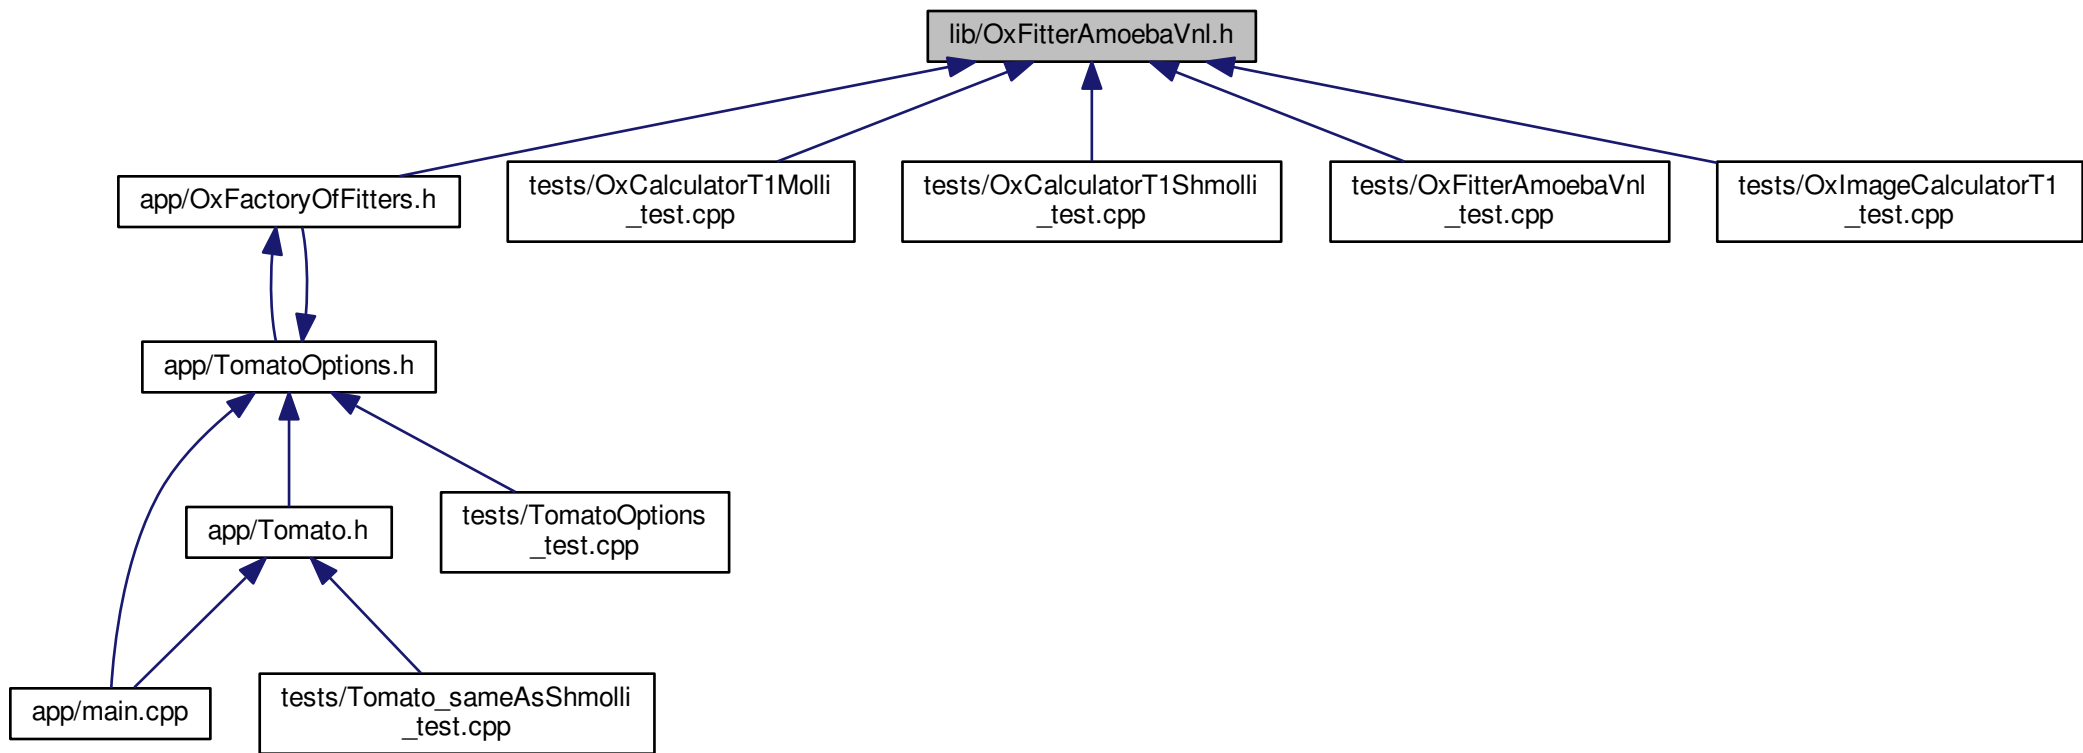 lib/OxFitterAmoebaVnl.h
app/OxFactoryOfFitters.h
tests/OxCalculatorT1Molli
_test.cpp
tests/OxCalculatorT1Shmolli
_test.cpp
tests/OxFitterAmoebaVnl
_test.cpp
tests/OxImageCalculatorT1
_test.cpp
app/TomatoOptions.h
app/Tomato.h
tests/TomatoOptions
_test.cpp
app/main.cpp
tests/Tomato_sameAsShmolli
_test.cpp